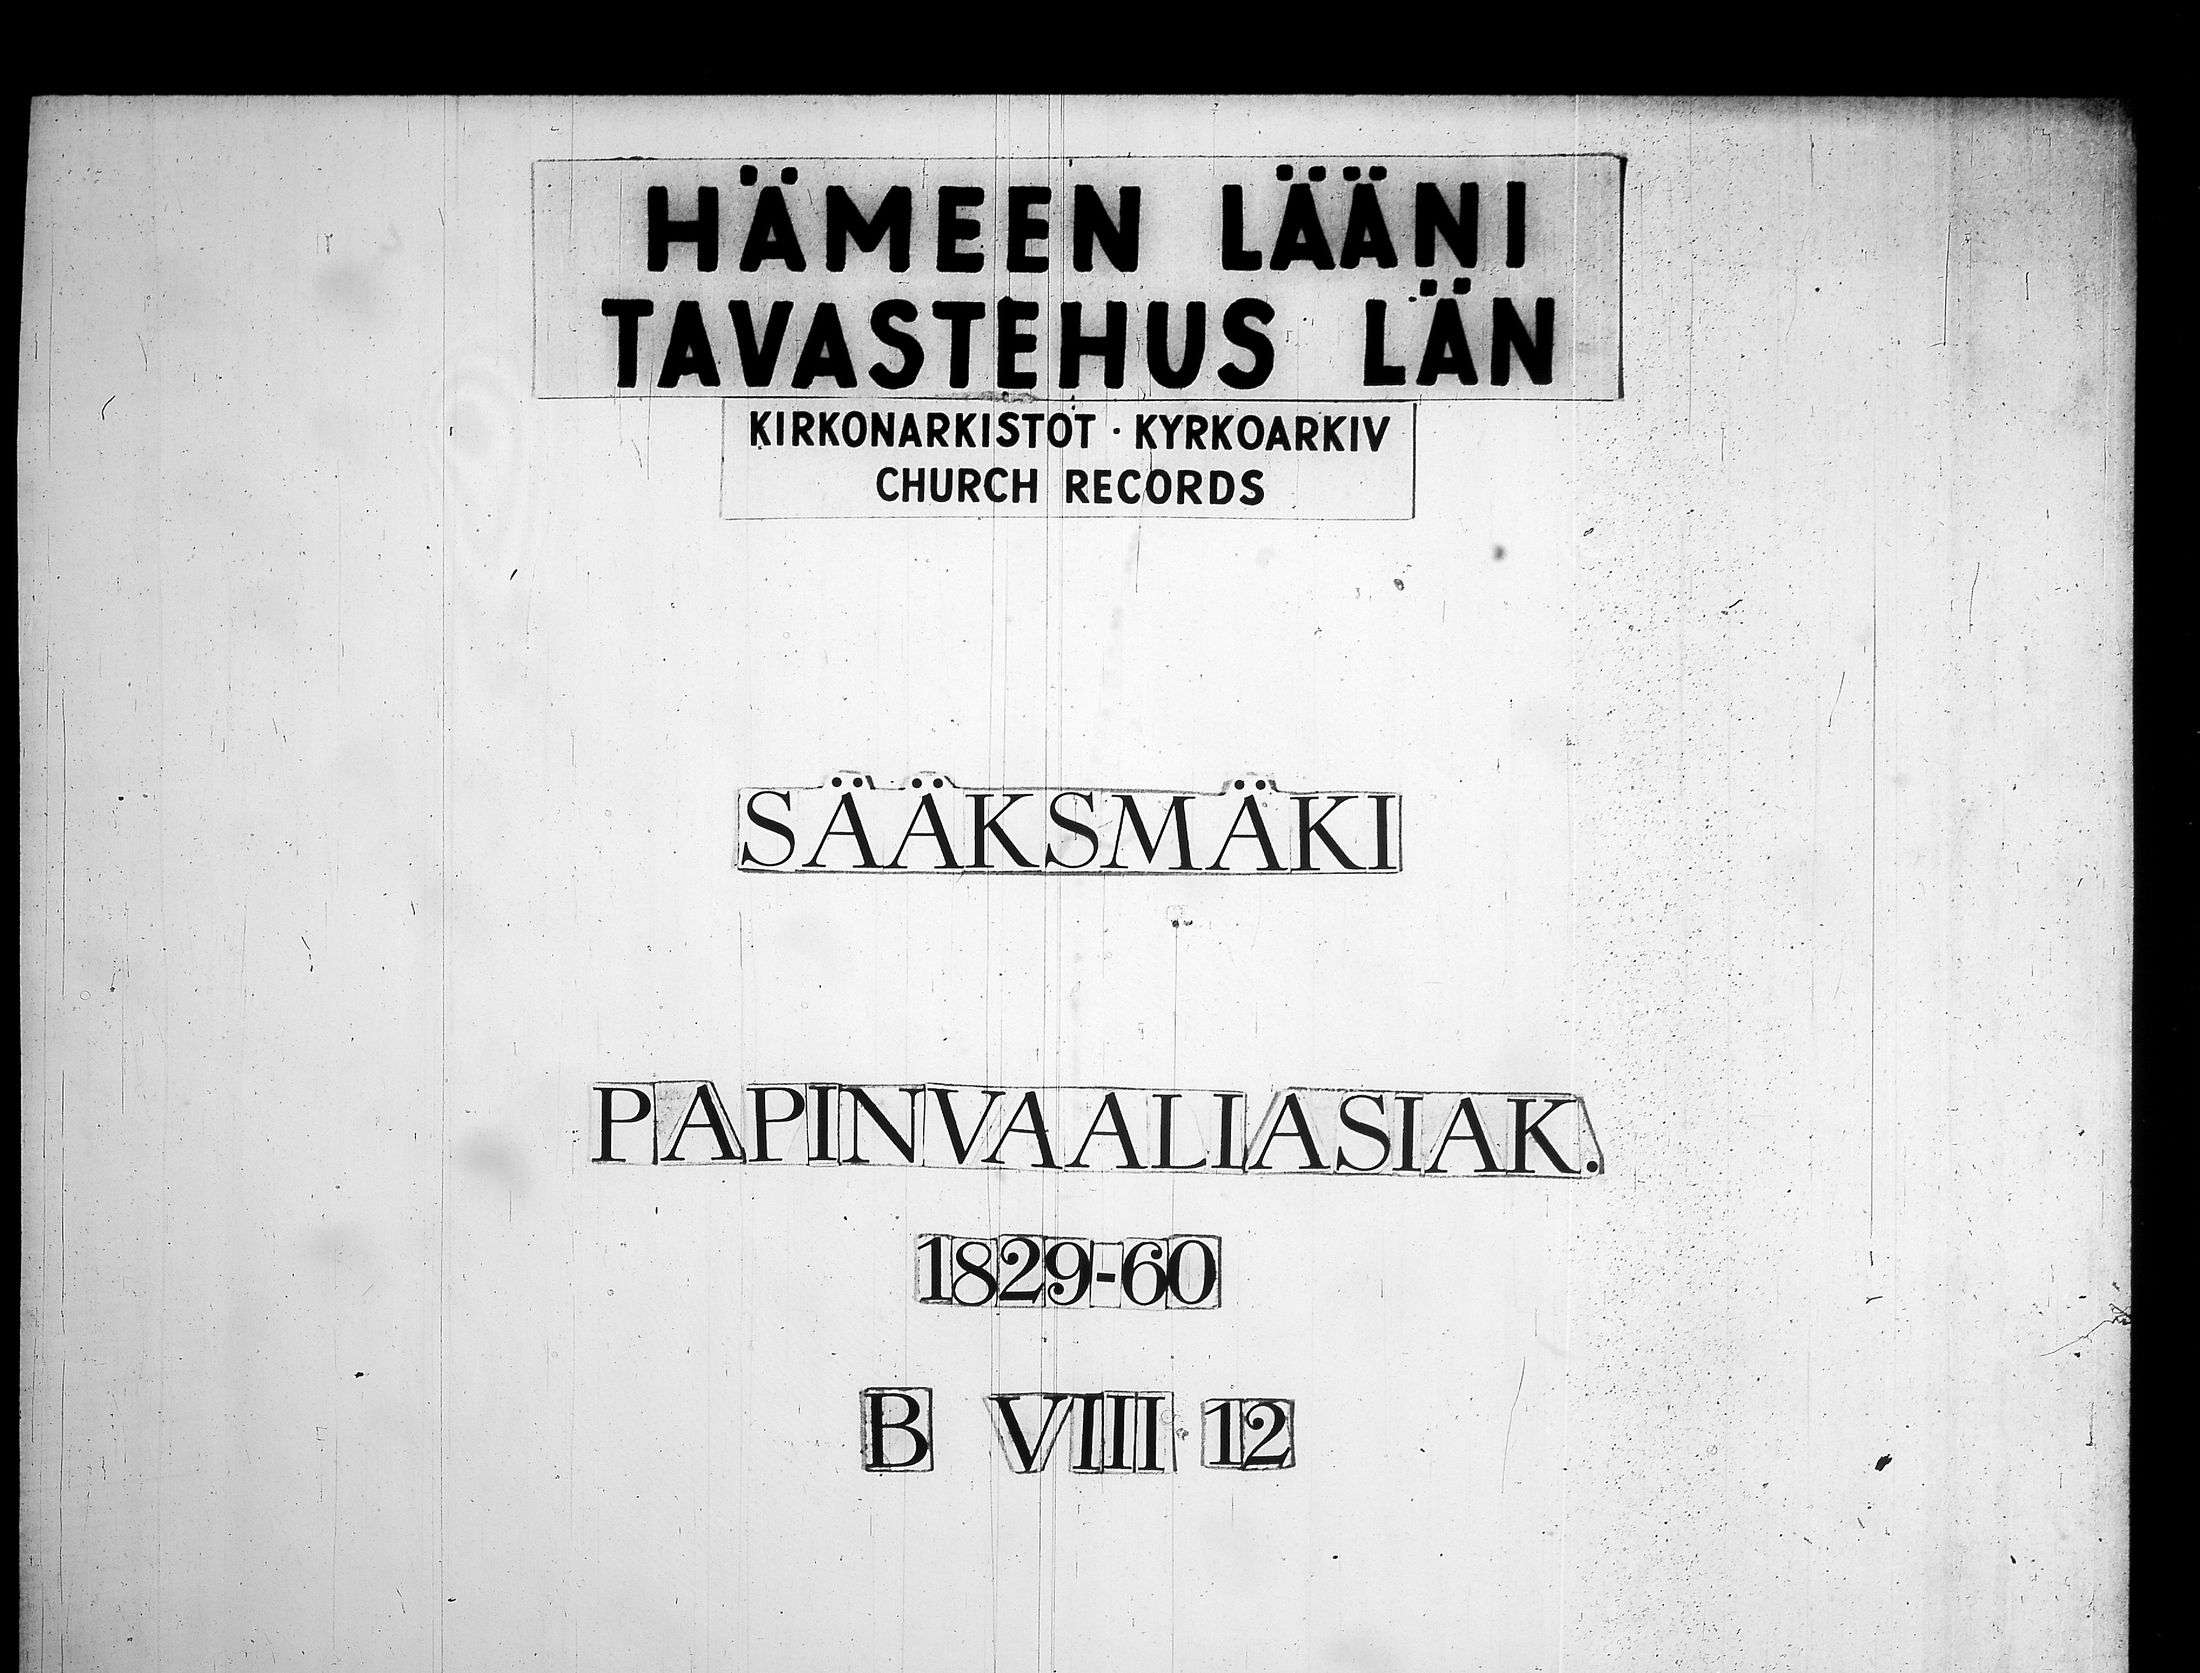 HÄMEEN LÄÄNI
TAVASTEHUS LÄN
KIRKONARKISTOT · KYRKOARKIV
CHURCH RECORDS
SÄÄKSMÄKI
PAPINVAALIASIAK.
1829-60
B VIII 12